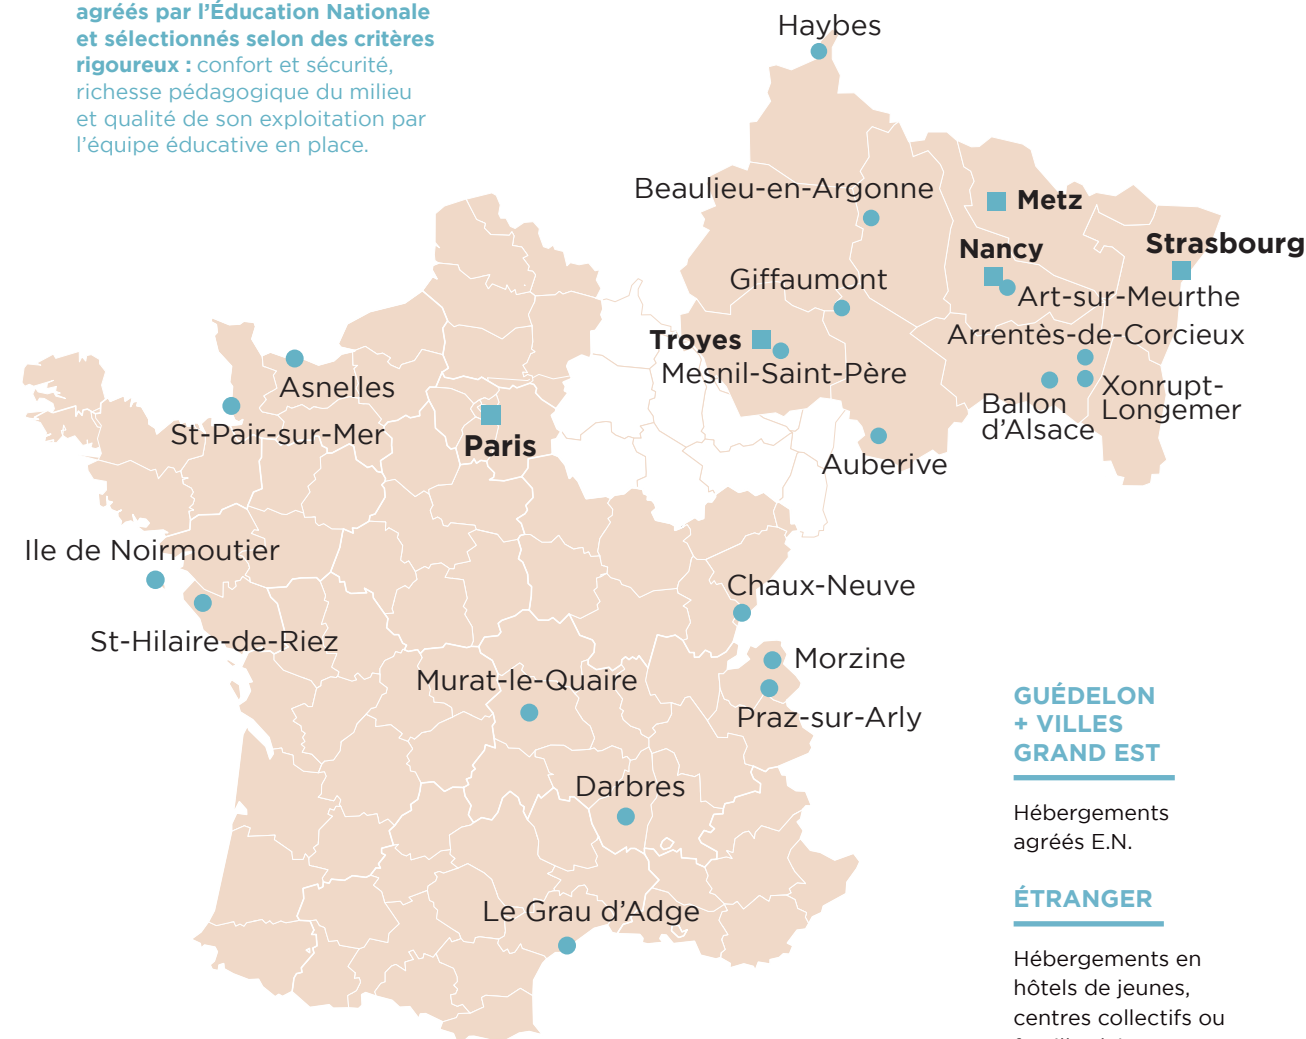 agréés par l'Éducation Nationale
et sélectionnés selon des critères
rigoureux : confort et sécurité,
richesse pédagogique du milieu
et qualité de son exploitation par
l'équipe éducative en place.
Haybes
Beaulieu-en-Argonne
Metz
Nancy
Strasbourg
Giffaumont
Art-sur-Meurthe
Troyes
Arrentès-de-Corcieux
Mesnil-Saint-Père
Xonrupt-
Longemer
Ballon
d'Alsace
Auberive
Asnelles
St-Pair-sur-Mer
Paris
Ile de Noirmoutier
St-Hilaire-de-Riez
Chaux-Neuve
Morzine
Murat-le-Quaire
Praz-sur-Arly
Darbres
Le Grau d'Adge
GUÉDELON
+ VILLES
GRAND EST
Hébergements
agréés E.N.
ÉTRANGER
Hébergements en
hôtels de jeunes,
centres collectifs ou